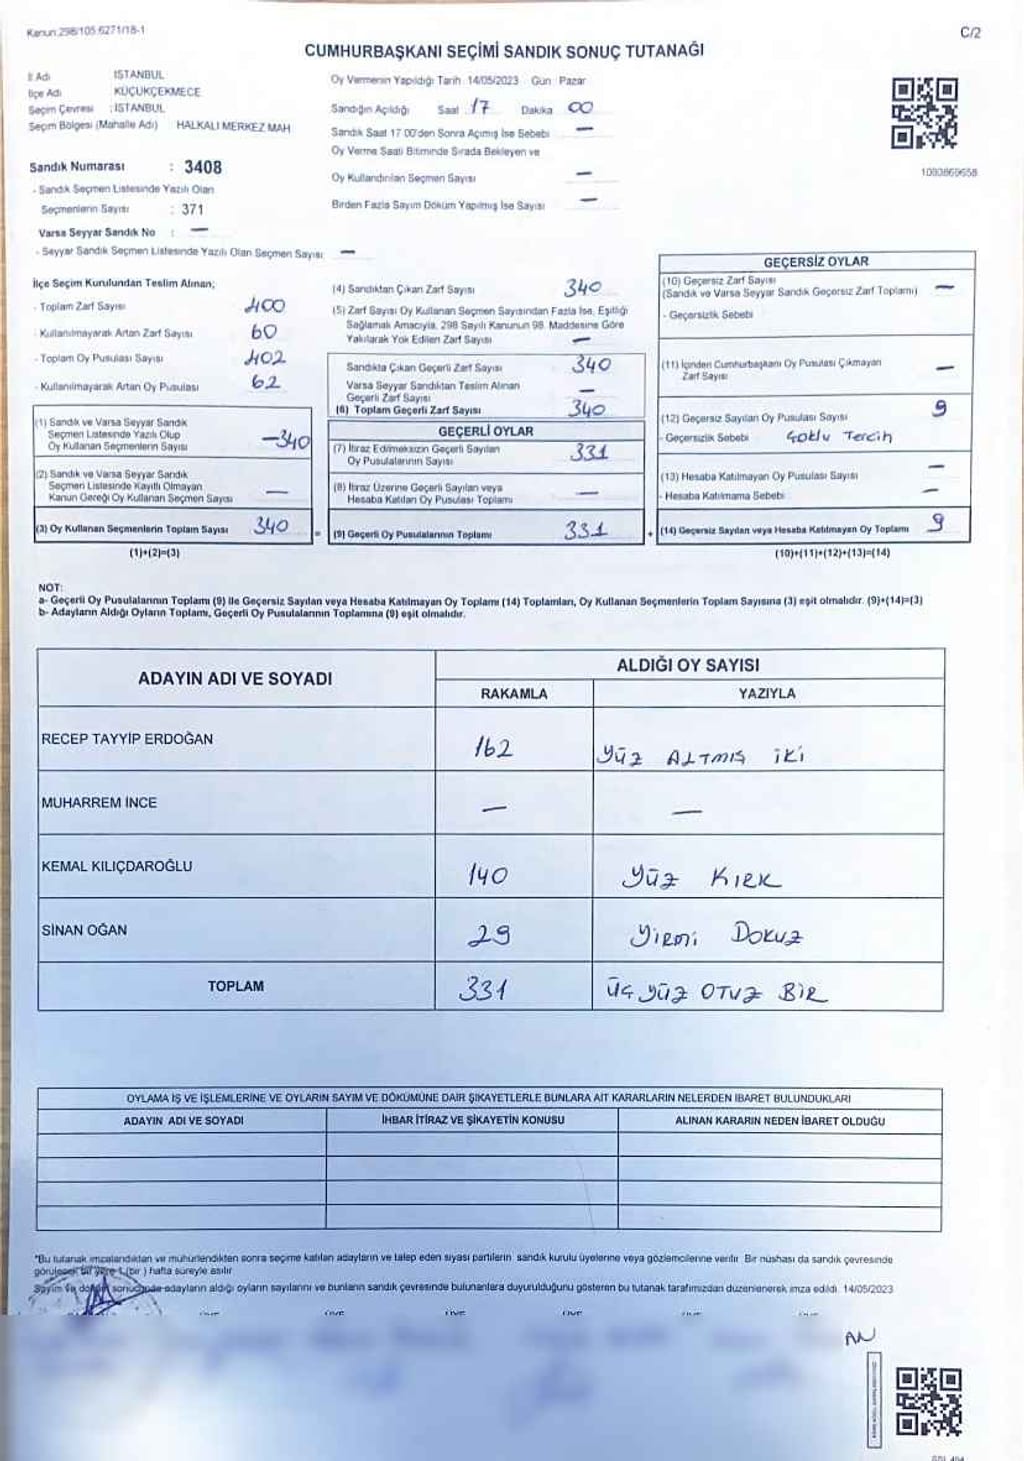 Kanun:298/105.6271/18-1
C/2
CUMHURBAŞKANI SEÇİMİ SANDIK SONUÇ TUTANAĞI
İl Adı İSTANBUL
İlçe Adı KÜÇÜKÇEKMECE
Seçim Çevresi : İSTANBUL
Seçim Bölgesi (Mahalle Adı) HALKALI MERKEZ MAH
Sandık Numarası : 3408
- Sandık Seçmen Listesinde Yazılı Olan
Seçmenlerin Sayısı : 371
Varsa Seyyar Sandık No : —
- Seyyar Sandık Seçmen Listesinde Yazılı Olan Seçmen Sayısı: —
Oy Vermenin Yapıldığı Tarih :14/05/2023 Gün : Pazar
Sandığın Açıldığı Saat :17 Dakika 00
Sandık Saat 17 00'den Sonra Açımış İse Sebebi —
Oy Verme Saati Bitiminde Sırada Bekleyen ve
Oy Kullandırılan Seçmen Sayısı —
Birden Fazla Sayım Döküm Yapılmış İse Sayısı —
1093869658
İlçe Seçim Kurulundan Teslim Alınan;
- Toplam Zarf Sayısı 400
- Kullanılmayarak Artan Zarf Sayısı 60
- Toplam Oy Pusulası Sayısı 402
- Kullanılmayarak Artan Oy Pusulası 62
(1) Sandık ve Varsa Seyyar Sandık
Seçmen Listesinde Yazılı Olup
Oy Kullanan Seçmenlerin Sayısı —340
(2) Sandık ve Varsa Seyyar Sandık
Seçmen Listesinde Kayıtlı Olmayan
Kanun Gereği Oy Kullanan Seçmen Sayısı —
(3) Oy Kullanan Seçmenlerin Toplam Sayısı 340 =
(1)+(2)=(3)
(4) Sandıktan Çıkan Zarf Sayısı 340
(5) Zarf Sayısı Oy Kullanan Seçmen Sayısından Fazla İse, Eşitliği
Sağlamak Amacıyla, 298 Sayılı Kanunun 98. Maddesine Göre
Yakılarak Yok Edilen Zarf Sayısı —
Sandıkta Çıkan Geçerli Zarf Sayısı 340
Varsa Seyyar Sandıktan Teslim Alınan
Geçerli Zarf Sayısı —
(6) Toplam Geçerli Zarf Sayısı 340
GEÇERLİ OYLAR
(7) İtiraz Edilmeksizin Geçerli Sayılan
Oy Pusulalarının Sayısı 331
(8) İtiraz Üzerine Geçerli Sayılan veya
Hesaba Katılan Oy Pusulası Toplamı —
(9) Geçerli Oy Pusulalarının Toplamı 331 +
GEÇERSİZ OYLAR
(10) Geçersiz Zarf Sayısı
(Sandık ve Varsa Seyyar Sandık Geçersiz Zarf Toplamı) —
- Geçersizlik Sebebi
(11) İçinden Cumhurbaşkanı Oy Pusulası Çıkmayan
Zarf Sayısı —
(12) Geçersiz Sayılan Oy Pusulası Sayısı 9
- Geçersizlik Sebebi Çoklu Tercih
(13) Hesaba Katılmayan Oy Pusulası Sayısı —
- Hesaba Katılmama Sebebi —
(14) Geçersiz Sayılan veya Hesaba Katılmayan Oy Toplamı 9
(10)+(11)+(12)+(13)=(14)
NOT:
a- Geçerli Oy Pusulasının Toplamı (9) ile Geçersiz Sayılan veya Hesaba Katılmayan Oy Toplamı (14) Toplamları, Oy Kullanan Seçmenlerin Toplam Sayısına (3) eşit olmalıdır. (9)+(14)=(3)
b- Adayların Aldığı Oyların Toplamı, Geçerli Oy Pusulalarının Toplamına (9) eşit olmalıdır.
ADAYIN ADI VE SOYADI
ALDIĞI OY SAYISI
RAKAMLA YAZIYLA
RECEP TAYYİP ERDOĞAN 162 yüz ALTMIŞ iKi
MUHARREM İNCE — —
KEMAL KILIÇDAROĞLU 140 yüz KIRK
SİNAN OĞAN 29 yirmi DOKUZ
TOPLAM 331 üç yüz OTUZ BİR
OYLAMA İŞ VE İŞLEMLERİNE VE OYLARIN SAYIM VE DÖKÜMÜNE DAİR ŞİKAYETLERLE BUNLARA AİT KARARLARIN NELERDEN İBARET BULUNDUKLARI
ADAYIN ADI VE SOYADI İHBAR İTİRAZ VE ŞİKAYETİN KONUSU ALINAN KARARIN NEDEN İBARET OLDUĞU
"Bu tutanak imzalandıktan ve mühürlendikten sonra seçime katılan adayların ve talep eden siyasi partilerin sandık kurulu üyelerine veya gözlemcilerine verilir. Bir nüshası da sandık çevresinde
görülecek bir yere 1 (bir) hafta süreyle asılır.
Sayım ve döküm sonucunda adayların aldığı oyların sayılarını ve bunların sandık çevresinde bulunanlara duyurulduğunu gösteren bu tutanak tarafımızdan düzenlenerek imza edildi. 14/05/2023